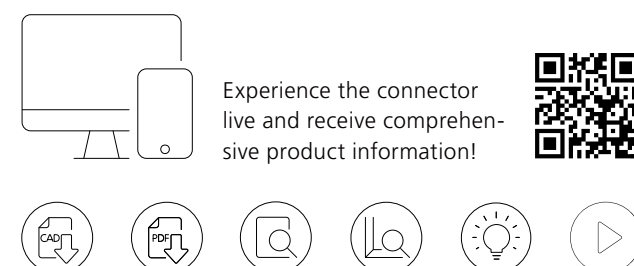 Experience the connector
live and receive comprehen-
sive product information!
CAD
PDF